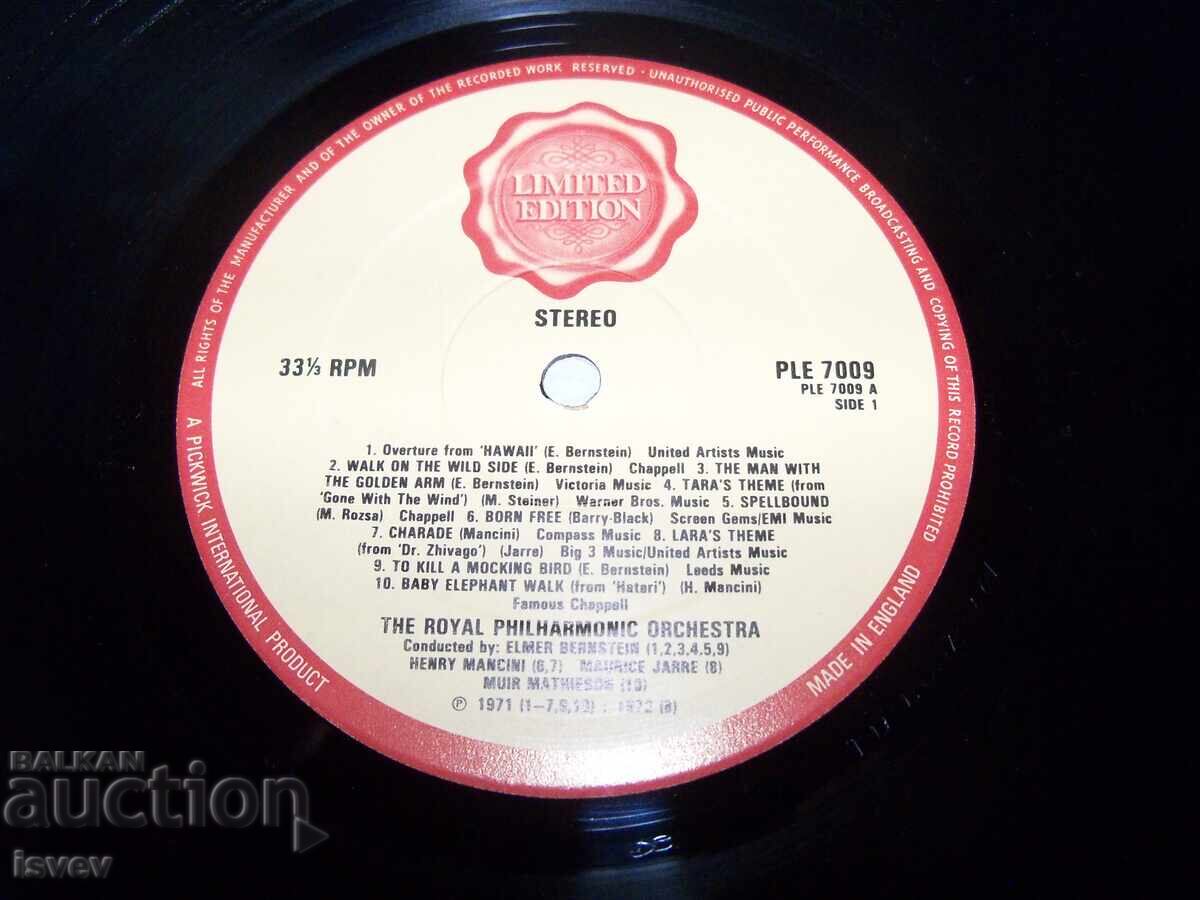 ALL RIGHTS OF THE MANUFACTURER AND OF THE OWNER OF THE RECORDED WORK RESERVED · UNAUTHORISED PUBLIC PERFORMANCE BROADCASTING AND COPYING OF THIS RECORD PROHIBITED
LIMITED
EDITION
STEREO
33⅓ RPM
PLE 7009
PLE 7009 A
SIDE 1
1. Overture from 'HAWAII' (E. Bernstein) United Artists Music
2. WALK ON THE WILD SIDE (E. Bernstein) Chappell 3. THE MAN WITH
THE GOLDEN ARM (E. Bernstein) Victoria Music 4. TARA'S THEME (from
'Gone With The Wind') (M. Steiner) Warner Bros. Music 5. SPELLBOUND
(M. Rozsa) Chappell 6. BORN FREE (Barry-Black) Screen Gems/EMI Music
7. CHARADE (Mancini) Compass Music 8. LARA'S THEME
(from 'Dr. Zhivago') (Jarre) Big 3 Music/United Artists Music
9. TO KILL A MOCKING BIRD (E. Bernstein) Leeds Music
10. BABY ELEPHANT WALK (from 'Hatari') (H. Mancini)
Famous Chappell
THE ROYAL PHILHARMONIC ORCHESTRA
Conducted by: ELMER BERNSTEIN (1,2,3,4,5,9)
HENRY MANCINI (6,7) MAURICE JARRE (8)
MUIR MATHIESON (10)
℗ 1971 (1-7,9,10) : 1972 (8)
A PICKWICK INTERNATIONAL PRODUCT
MADE IN ENGLAND
BALKAN
auction
isvev